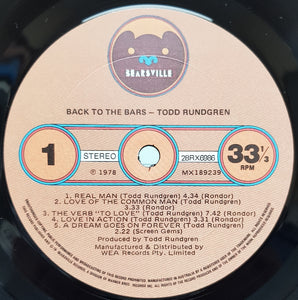 BEARSVILLE
BACK TO THE BARS – TODD RUNDGREN
1
STEREO
2BRX6986
33 1/3
RPM
℗ 1978
MX189239
1. REAL MAN (Todd Rundgren) 4.34 (Rondor)
2. LOVE OF THE COMMON MAN (Todd Rundgren)
3.33 (Rondor)
3. THE VERB "TO LOVE" (Todd Rundgren) 7.42 (Rondor)
4. LOVE IN ACTION (Todd Rundgren) 3.31 (Rondor)
5. A DREAM GOES ON FOREVER (Todd Rundgren)
2.22 (Screen Gems)
Produced by Todd Rundgren
Manufactured & Distributed by
WEA Records Pty. Limited